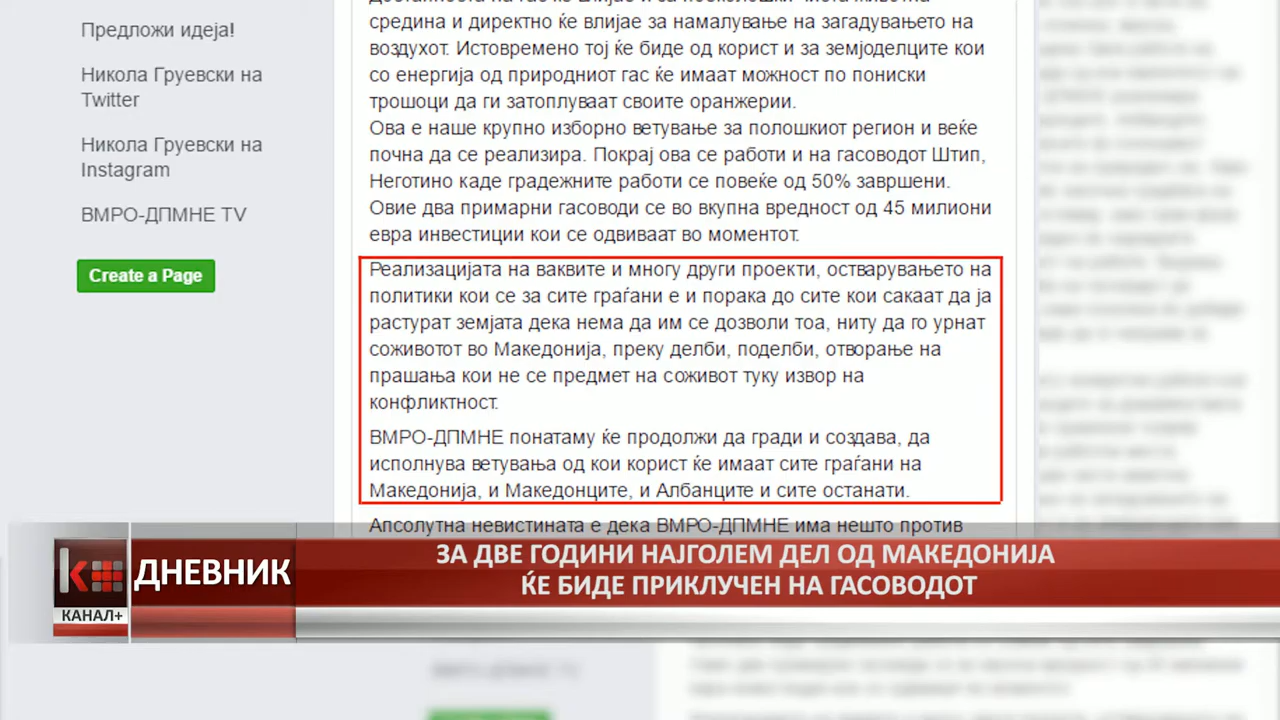 Предложи идеја!
Никола Груевски на
Twitter
Никола Груевски на
Instagram
ВМРО-ДПМНЕ TV
Create a Page
средина и директно ќе влијае за намалување на загадувањето на
воздухот. Истовремено тој ќе биде од корист и за земјоделците кои
со енергија од природниот гас ќе имаат можност по пониски
трошоци да ги затоплуваат своите оранжерии.
Ова е наше крупно изборно ветување за полошкиот регион и веќе
почна да се реализира. Покрај ова се работи и на гасоводот Штип,
Неготино каде градежните работи се повеќе од 50% завршени.
Овие два примарни гасоводи се во вкупна вредност од 45 милиони
евра инвестиции кои се одвиваат во моментот.
Реализацијата на ваквите и многу други проекти, остварувањето на
политики кои се за сите граѓани е и порака до сите кои сакаат да ја
растурат земјата дека нема да им се дозволи тоа, ниту да го урнат
соживотот во Македонија, преку делби, поделби, отворање на
прашања кои не се предмет на соживот туку извор на
конфликтност.
ВМРО-ДПМНЕ понатаму ќе продолжи да гради и создава, да
исполнува ветувања од кои корист ќе имаат сите граѓани на
Македонија, и Македонците, и Албанците и сите останати.
Апсолутна невистината е дека ВМРО-ДПМНЕ има нешто против
К
КАНАЛ+
ДНЕВНИК
ЗА ДВЕ ГОДИНИ НАЈГОЛЕМ ДЕЛ ОД МАКЕДОНИЈА
ЌЕ БИДЕ ПРИКЛУЧЕН НА ГАСОВОДОТ